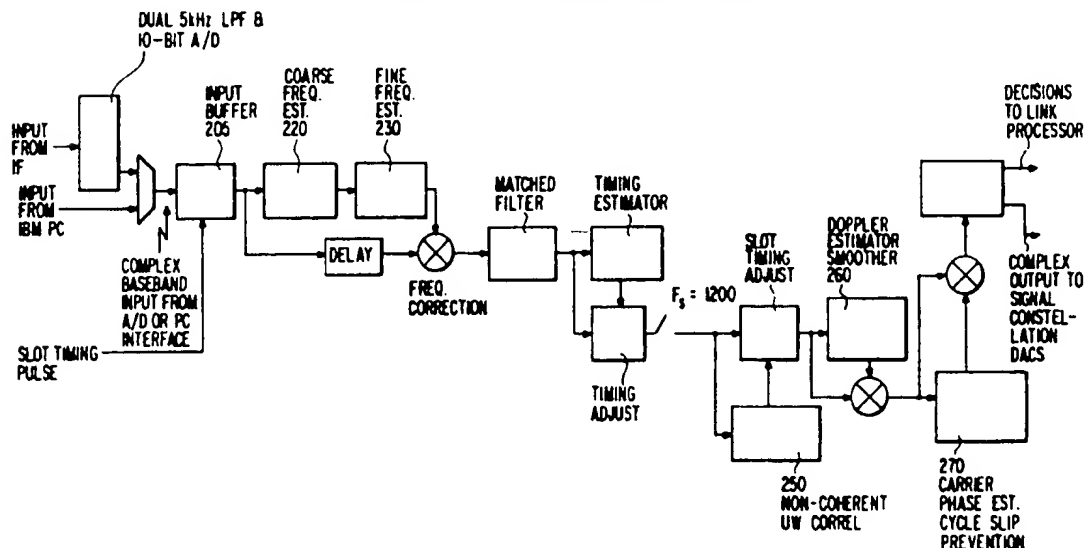 DUAL 5kHz LPF &
10-BIT A/D
INPUT
FROM
IF
INPUT
FROM
IBM PC
COMPLEX
BASEBAND
INPUT FROM
A/D OR PC
INTERFACE
SLOT TIMING
PULSE
INPUT
BUFFER
205
COARSE
FREQ.
EST.
220
FINE
FREQ.
EST.
230
DELAY
FREQ.
CORRECTION
MATCHED
FILTER
TIMING
ESTIMATOR
TIMING
ADJUST
Fs = 1200
SLOT
TIMING
ADJUST
250
NON-COHERENT
UW CORREL
DOPPLER
ESTIMATOR
SMOOTHER
260
270
CARRIER
PHASE EST.
CYCLE SLIP
PREVENTION
DECISIONS
TO LINK
PROCESSOR
COMPLEX
OUTPUT TO
SIGNAL
CONSTEL-
LATION
DACS